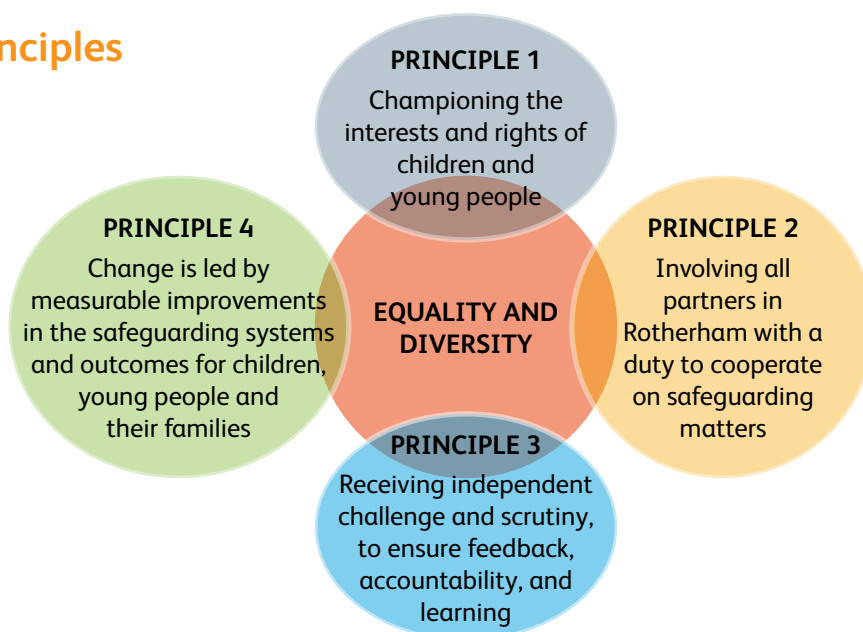 nciples
PRINCIPLE 1
Championing the
interests and rights of
children and
young people
PRINCIPLE 4
Change is led by
measurable improvements
in the safeguarding systems
and outcomes for children,
young people and
their families
EQUALITY AND
DIVERSITY
PRINCIPLE 2
Involving all
partners in
Rotherham with a
duty to cooperate
on safeguarding
matters
PRINCIPLE 3
Receiving independent
challenge and scrutiny,
to ensure feedback,
accountability, and
learning